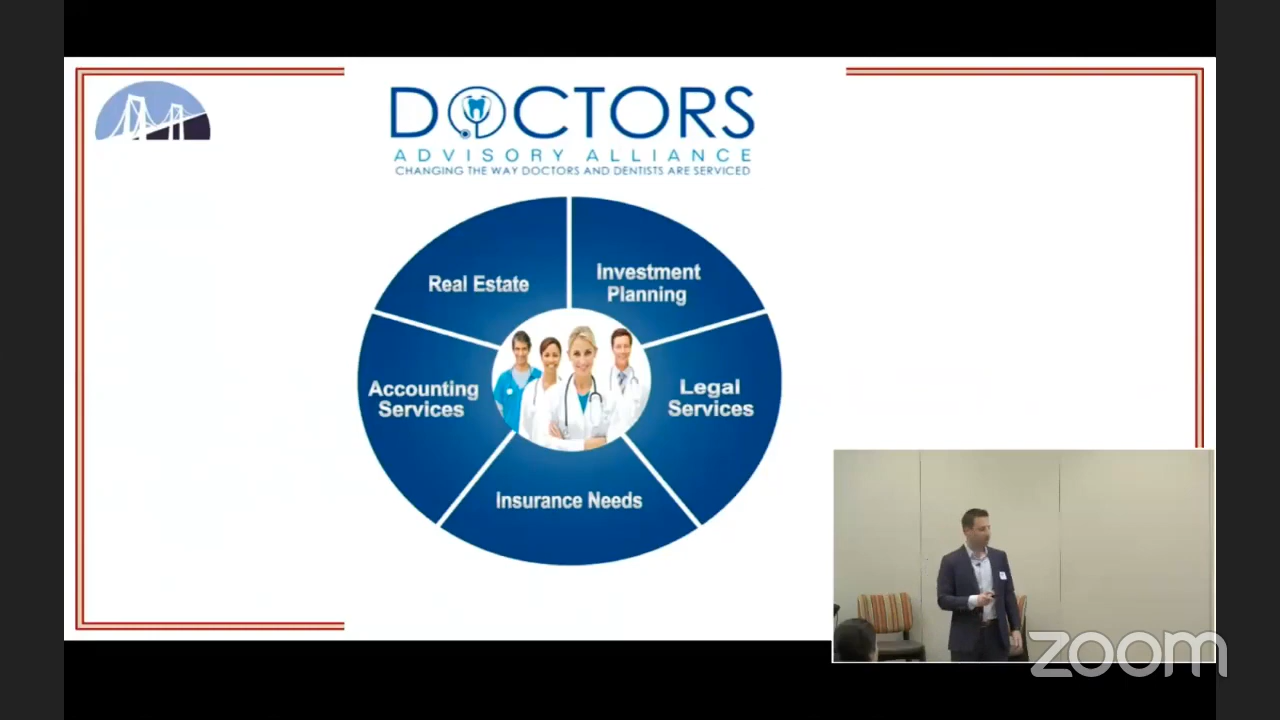 DOCTORS
ADVISORY ALLIANCE
CHANGING THE WAY DOCTORS AND DENTISTS ARE SERVICED
Real Estate
Investment
Planning
Accounting
Services
Legal
Services
Insurance Needs
zoom